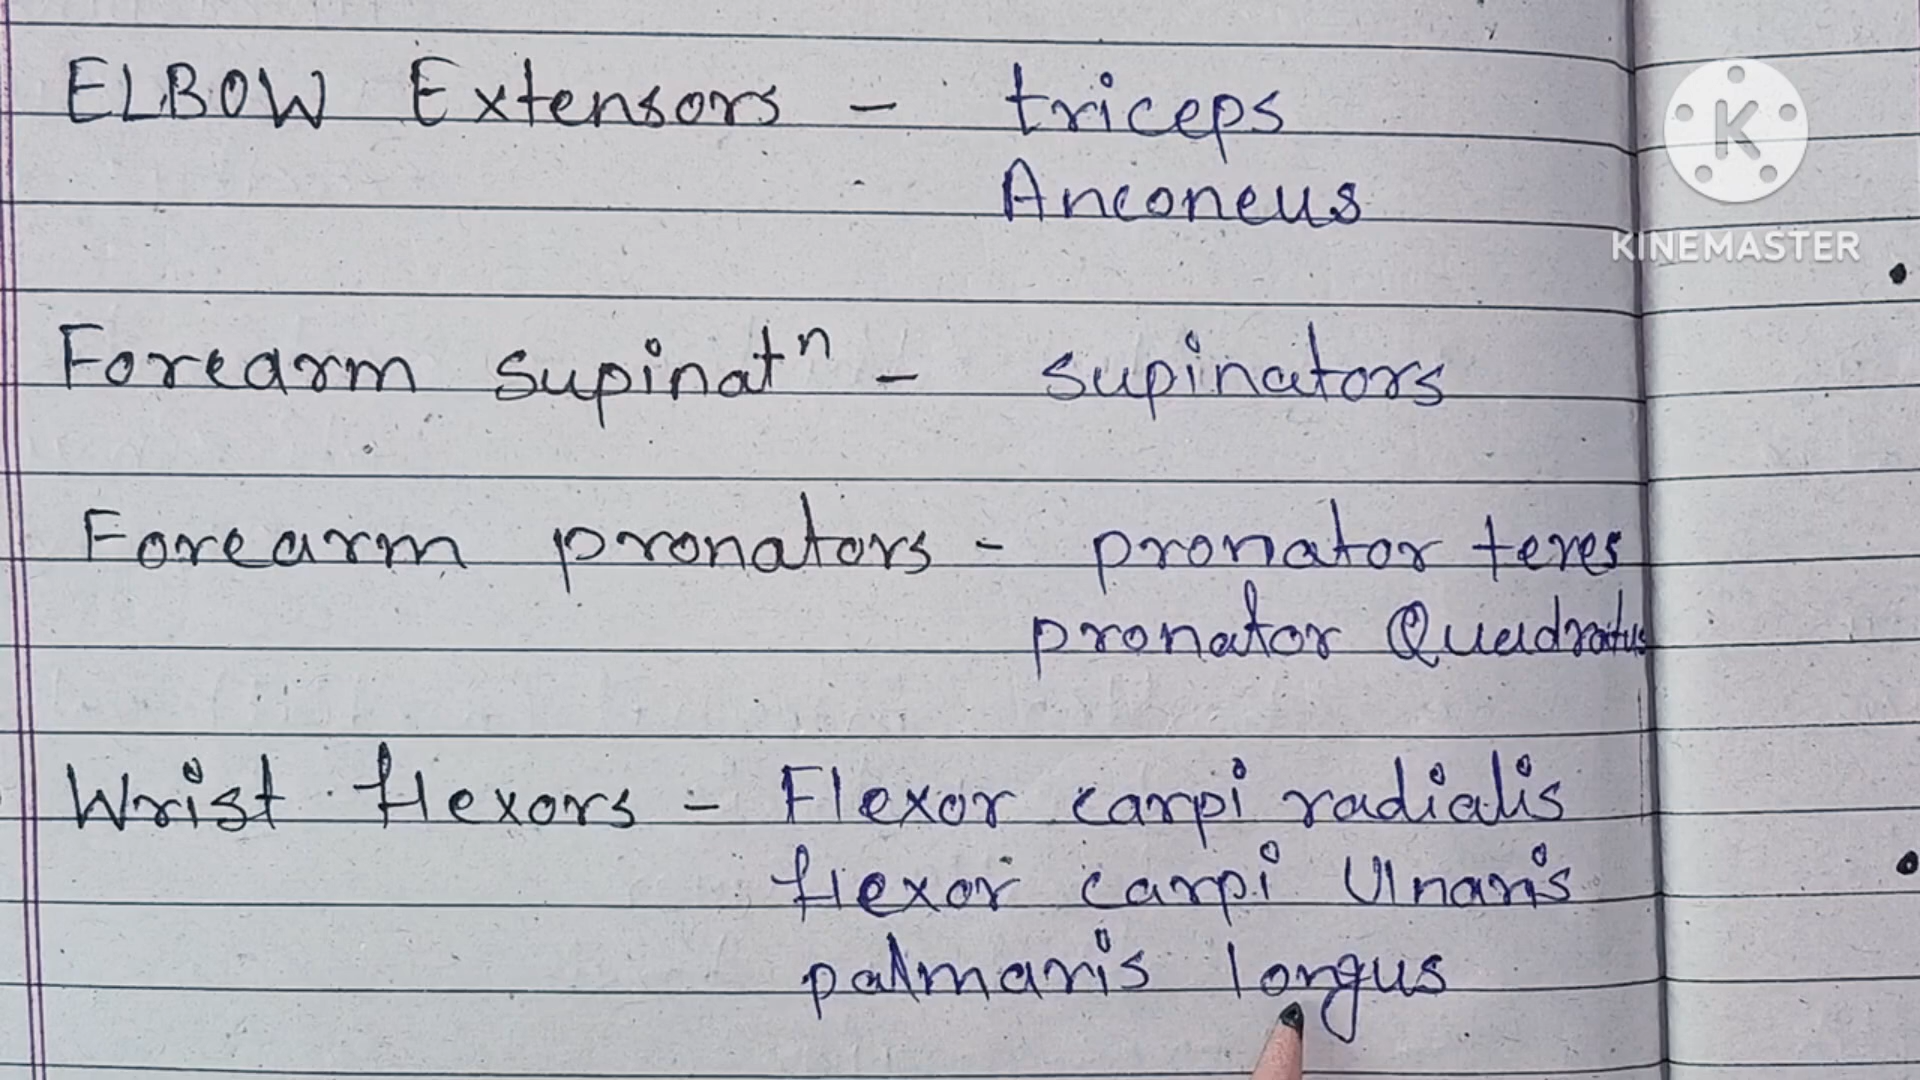 ELBOW Extensors - triceps
Anconeus
K
KINEMASTER
Forearm supinatⁿ - supinators
Forearm pronators - pronator teres
pronator Quadratus
Wrist flexors - Flexor carpi radialis
flexor carpi Ulnaris
palmaris longus